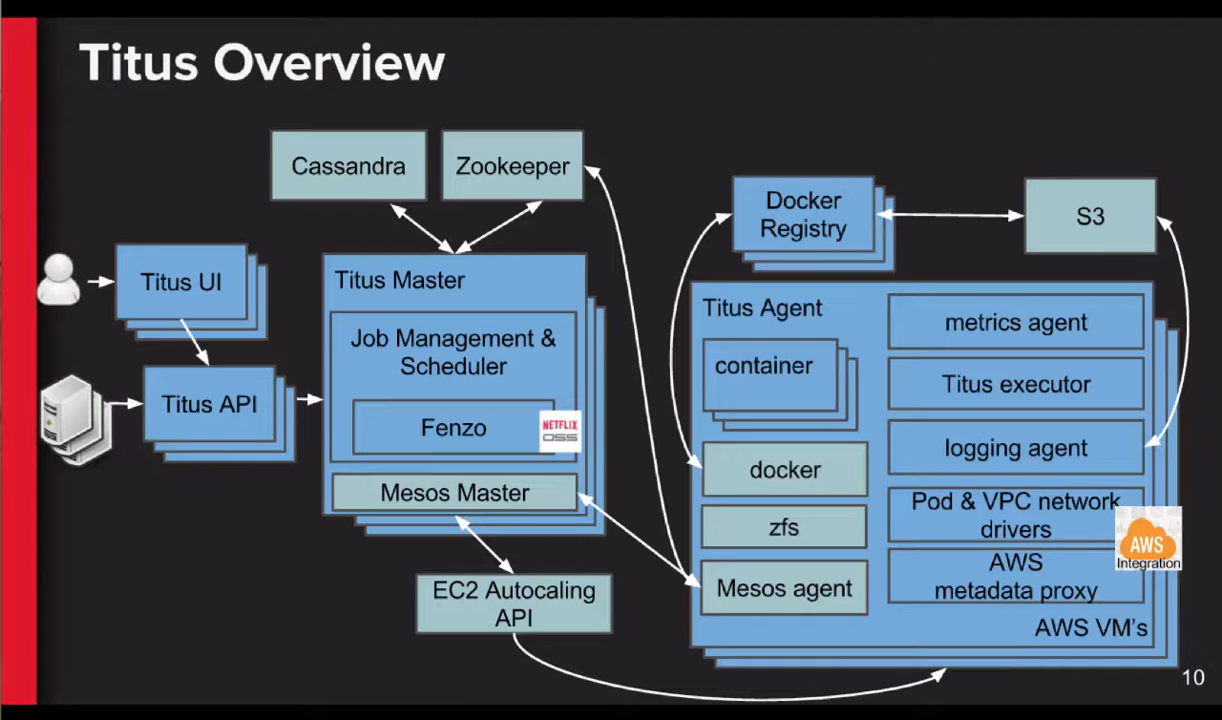 Titus Overview
Cassandra
Zookeeper
Docker
Registry
S3
Titus UI
Titus API
Titus Master
Job Management &
Scheduler
Fenzo
NETFLIX
OSS
Mesos Master
EC2 Autocaling
API
Titus Agent
container
docker
zfs
Mesos agent
metrics agent
Titus executor
logging agent
Pod & VPC network
drivers
AWS
metadata proxy
AWS
Integration
AWS VM's
10